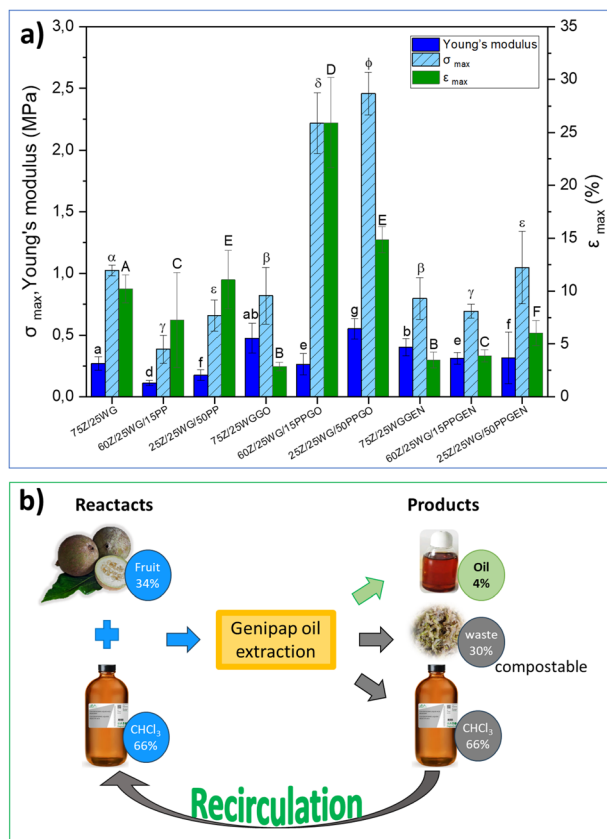 a)
3,0
2,5
2,0
1,5
1,0
0,5
0,0
σ max, Young's modulus (MPa)
Young's modulus
σ max
ε max
35
30
25
20
15
10
5
0
ε max (%)
a
α
A
d
γ
C
f
ε
E
ab
β
B
e
δ
D
g
ϕ
E
b
β
B
e
γ
C
f
ε
F
75Z/25WG
60Z/25WG/15PP
25Z/25WG/50PP
75Z/25WGGO
60Z/25WG/15PPGO
25Z/25WG/50PPGO
75Z/25WGGEN
60Z/25WG/15PPGEN
25Z/25WG/50PPGEN
b)
Reactacts
Products
Fruit
34%
Oil
4%
Genipap oil
extraction
waste
30%
compostable
CHCl₃
66%
CHCl₃
66%
Recirculation